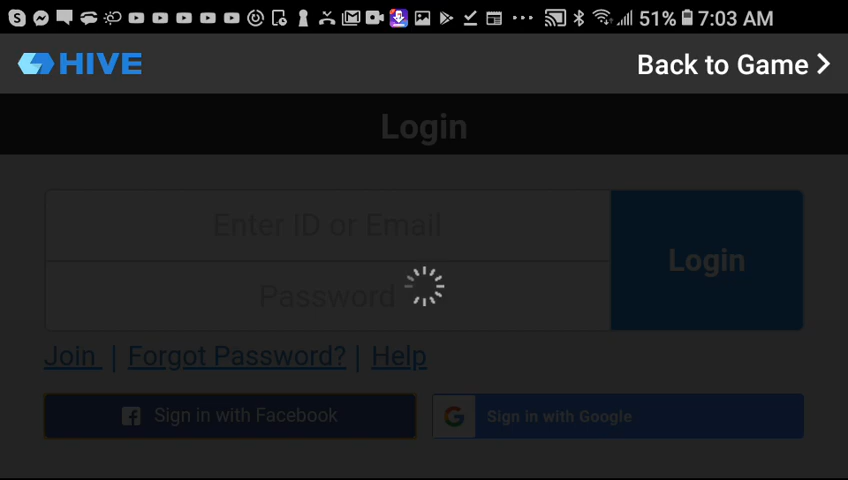 51% 7:03 AM
HIVE
Back to Game
Login
Enter ID or Email
Password
Login
Join | Forgot Password? | Help
Sign in with Facebook
Sign in with Google